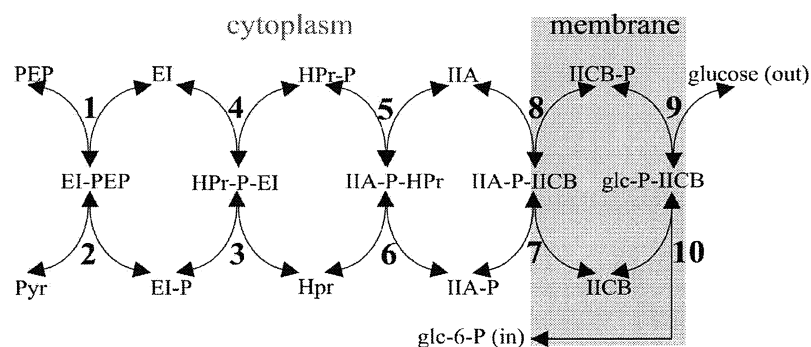 cytoplasm membrane
PEP EI HPr-P IIA IICB-P glucose (out)
1 4 5 8 9
EI-PEP HPr-P-EI IIA-P-HPr IIA-P-IICB glc-P-IICB
2 3 6 7 10
Pyr EI-P Hpr IIA-P IICB
glc-6-P (in)